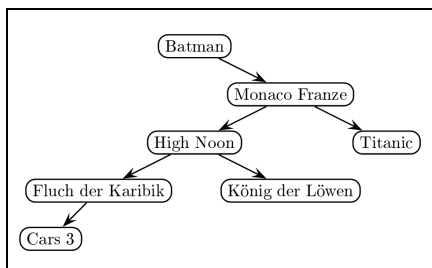 Batman
Monaco Franze
High Noon Titanic
Fluch der Karibik König der Löwen
Cars 3